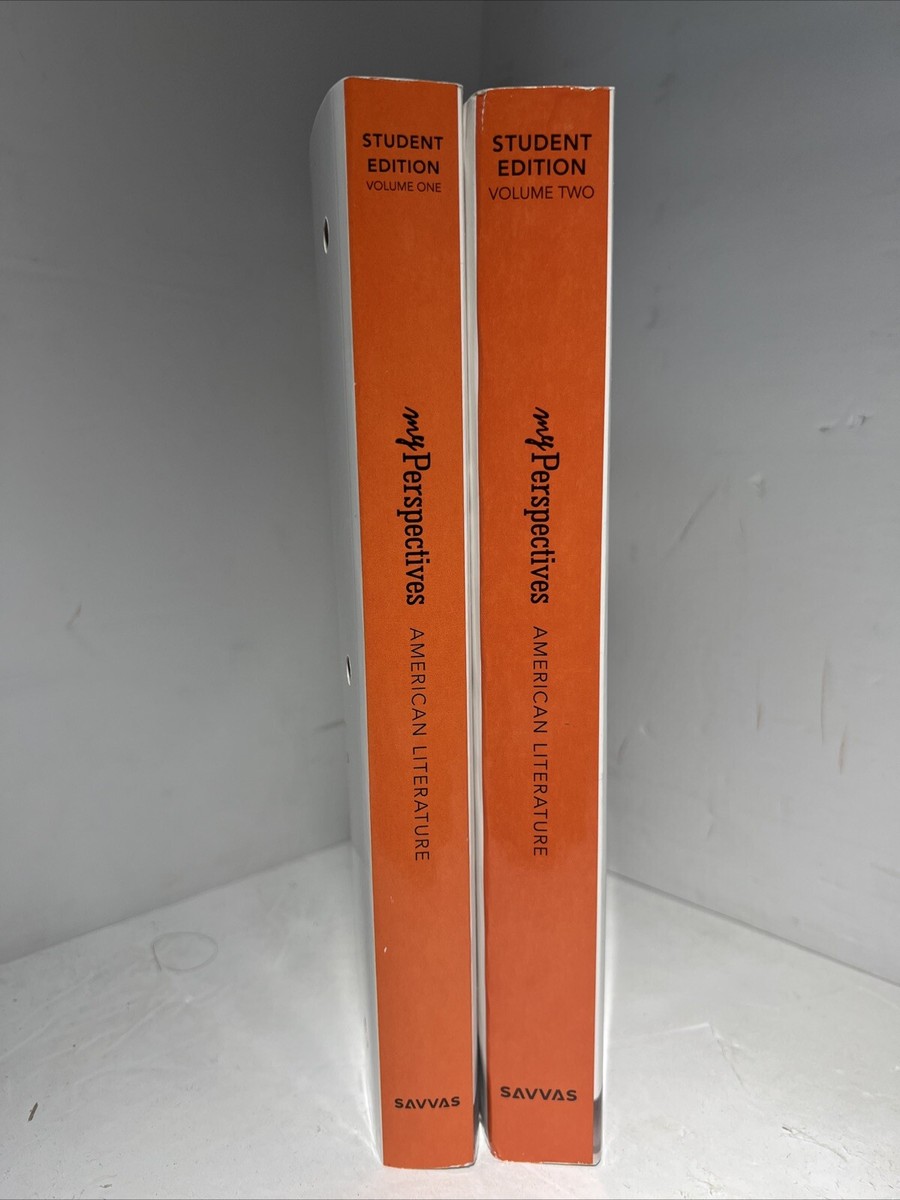 STUDENT
EDITION
VOLUME ONE
myPerspectives AMERICAN LITERATURE
SAVVAS
STUDENT
EDITION
VOLUME TWO
myPerspectives AMERICAN LITERATURE
SAVVAS